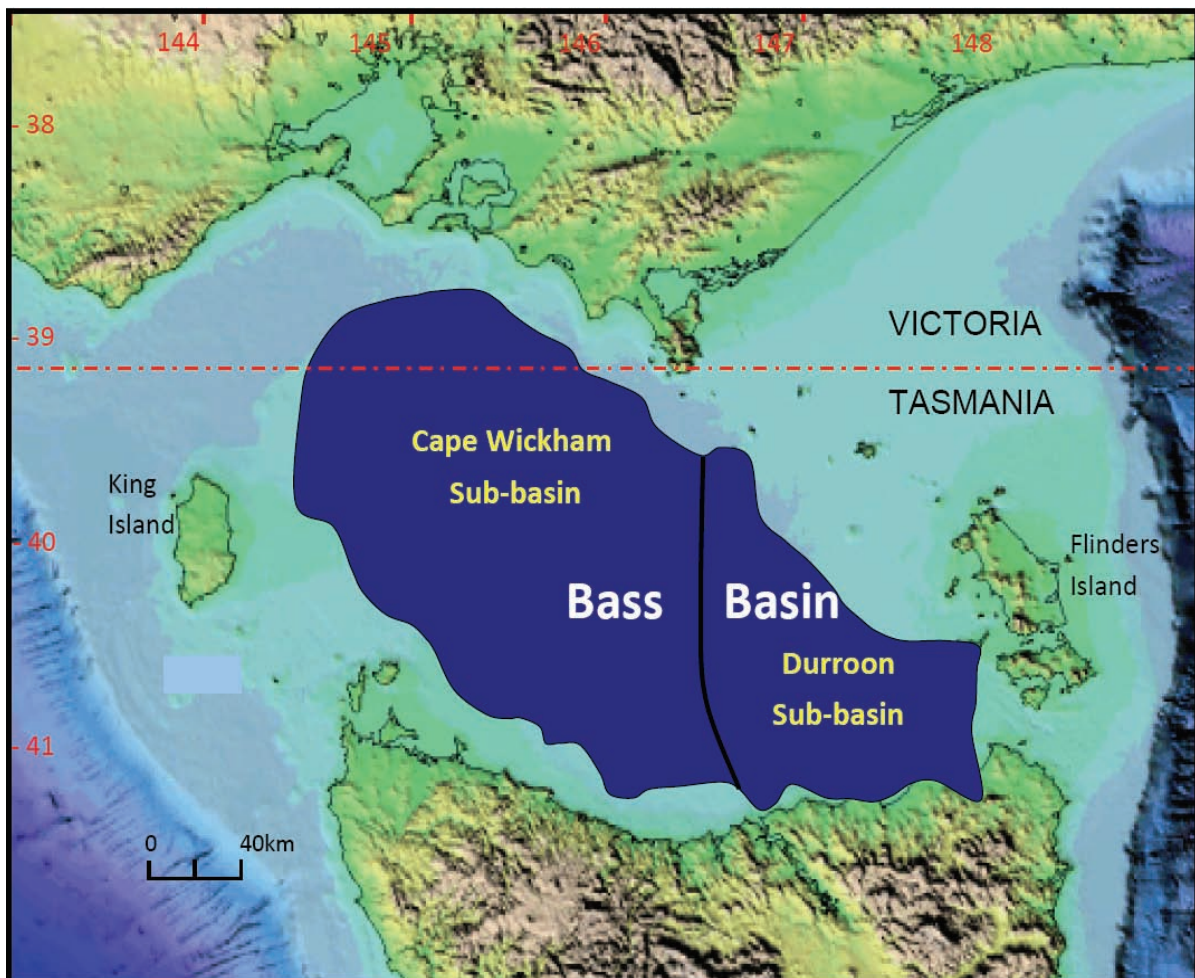 144 145 146 147 148
- 38
- 39
VICTORIA
TASMANIA
Cape Wickham
Sub-basin
King
Island
- 40
Flinders
Island
Bass Basin
Durroon
Sub-basin
- 41
0 40km